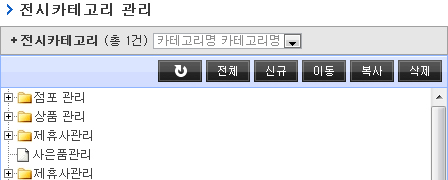 전시카테고리 관리
+ 전시카테고리 (총 1건) 카테고리명 카테고리명
전체 신규 이동 복사 삭제
점포 관리
상품 관리
제휴사관리
사은품관리
제휴사관리